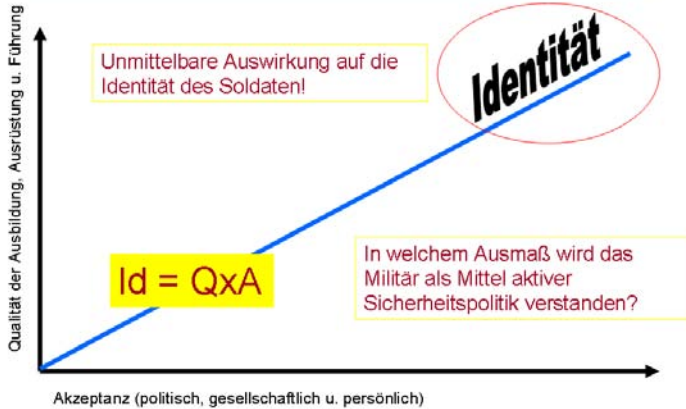 Qualität der Ausbildung, Ausrüstung u. Führung
Unmittelbare Auswirkung auf die
Identität des Soldaten!
Identität
Id = QxA
In welchem Ausmaß wird das
Militär als Mittel aktiver
Sicherheitspolitik verstanden?
Akzeptanz (politisch, gesellschaftlich u. persönlich)